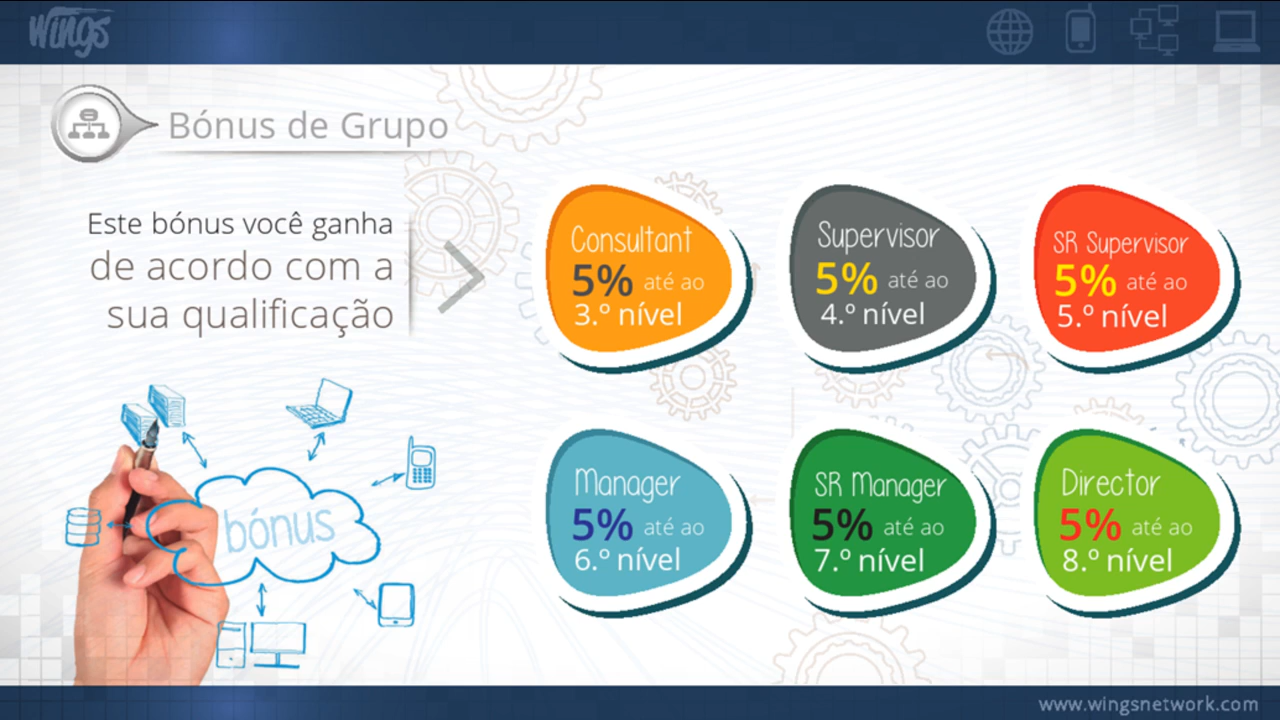 wings
Bónus de Grupo
Este bónus você ganha
de acordo com a
sua qualificação
Consultant
5% até ao
3.º nível
Supervisor
5% até ao
4.º nível
SR Supervisor
5% até ao
5.º nível
bónus
Manager
5% até ao
6.º nível
SR Manager
5% até ao
7.º nível
Director
5% até ao
8.º nível
www.wingsnetwork.com